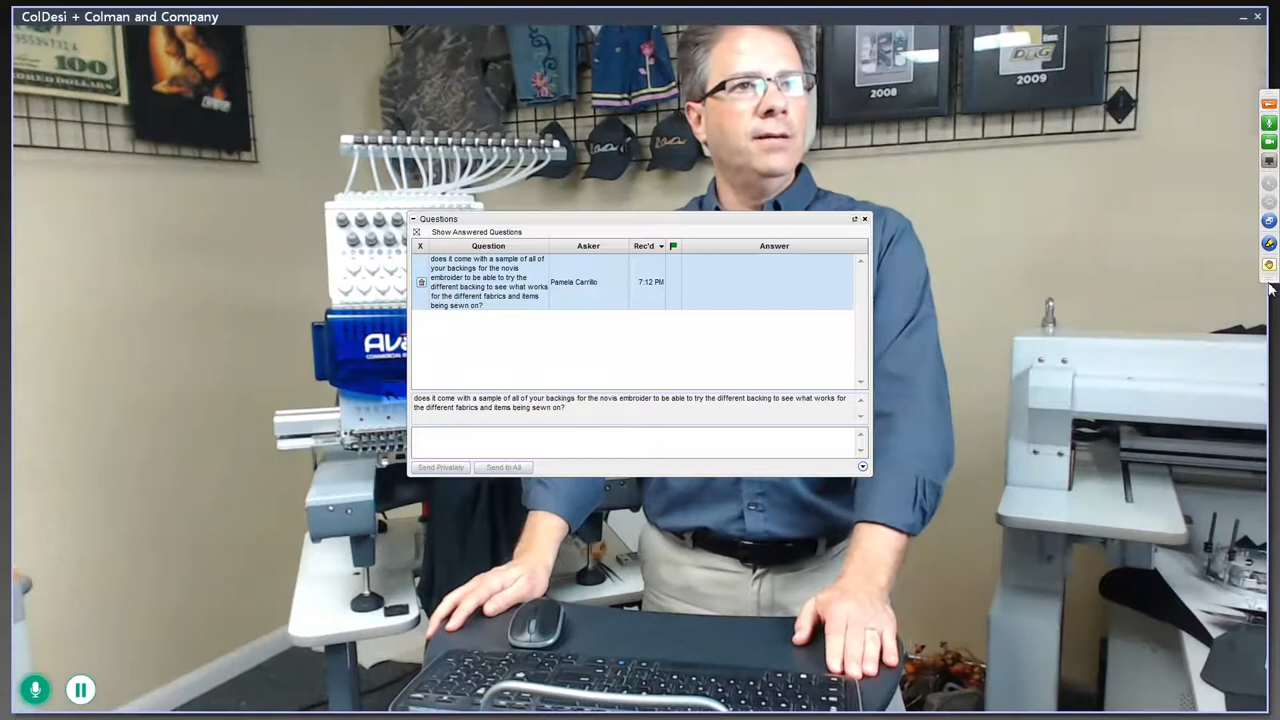 ColDesi + Colman and Company
100
2008
2009
Questions
Show Answered Questions
X Question Asker Rec'd Answer
does it come with a sample of all of
your backings for the novis
embroider to be able to try the
different backing to see what works
for the different fabrics and items
being sewn on?
Pamela Carrillo
7:12 PM
does it come with a sample of all of your backings for the novis embroider to be able to try the different backing to see what works for
the different fabrics and items being sewn on?
Send Privately
Send to All